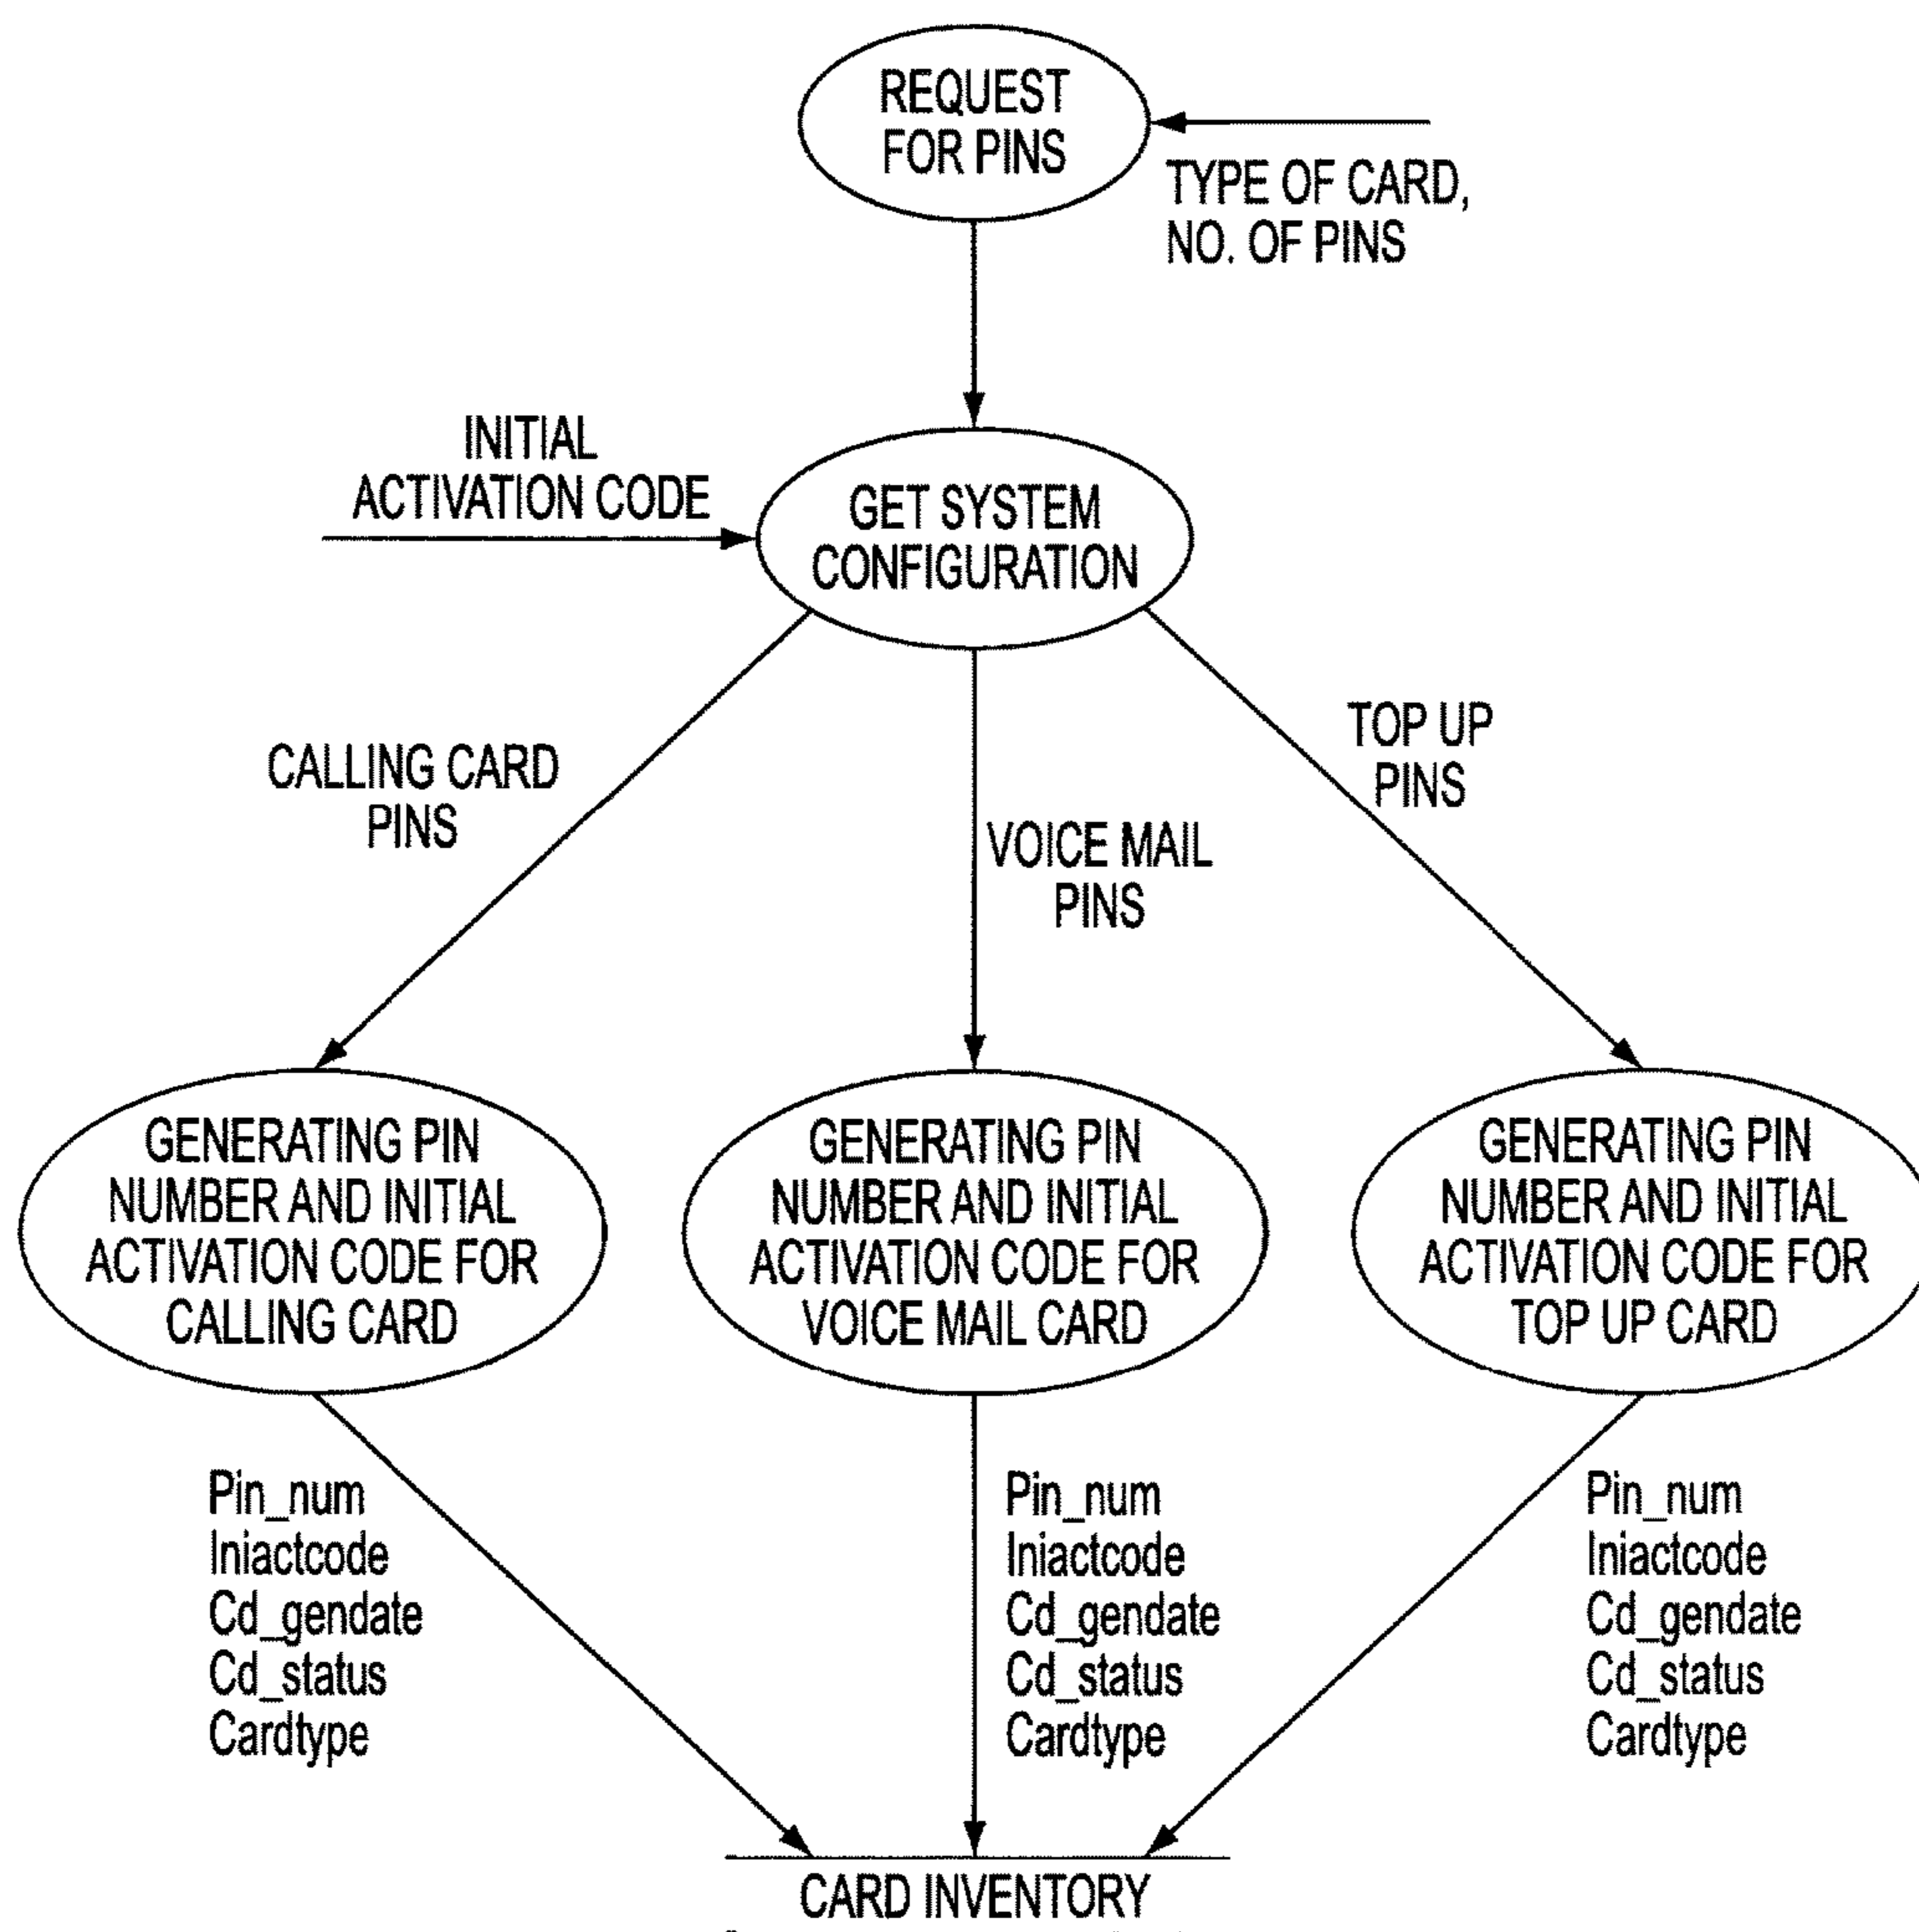 REQUEST
FOR PINS
TYPE OF CARD,
NO. OF PINS
INITIAL
ACTIVATION CODE
GET SYSTEM
CONFIGURATION
CALLING CARD
PINS
VOICE MAIL
PINS
TOP UP
PINS
GENERATING PIN
NUMBER AND INITIAL
ACTIVATION CODE FOR
CALLING CARD
GENERATING PIN
NUMBER AND INITIAL
ACTIVATION CODE FOR
VOICE MAIL CARD
GENERATING PIN
NUMBER AND INITIAL
ACTIVATION CODE FOR
TOP UP CARD
Pin_num
Iniactcode
Cd_gendate
Cd_status
Cardtype
Pin_num
Iniactcode
Cd_gendate
Cd_status
Cardtype
Pin_num
Iniactcode
Cd_gendate
Cd_status
Cardtype
CARD INVENTORY